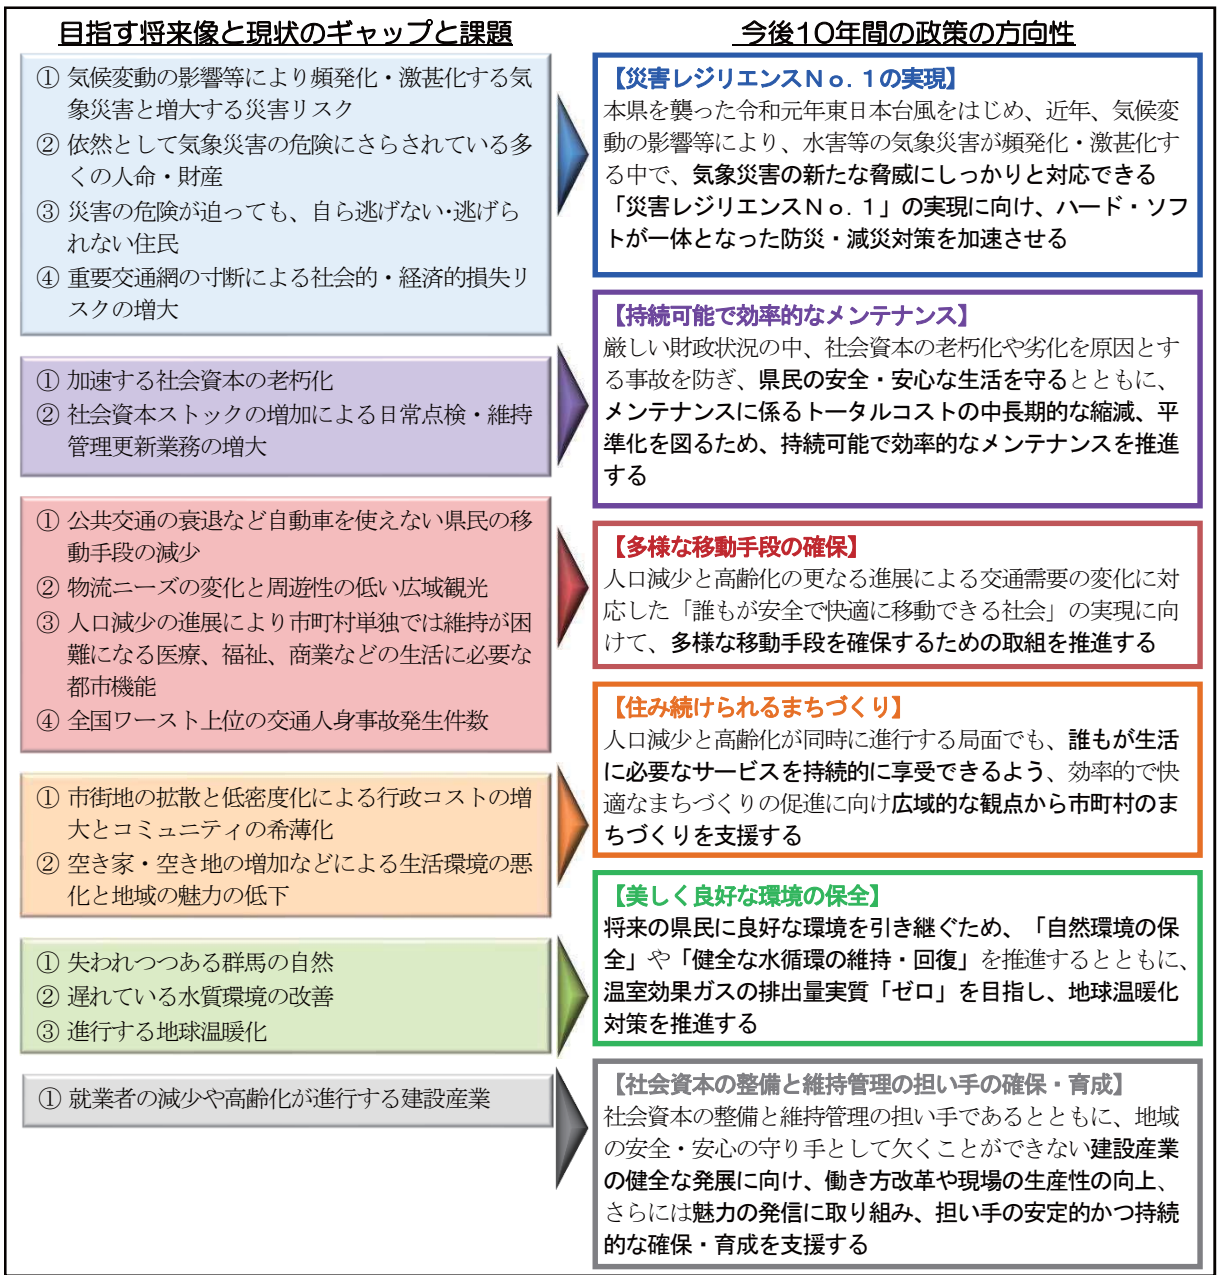 目指す将来像と現状のギャップと課題
① 気候変動の影響等により頻発化・激甚化する気
象災害と増大する災害リスク
② 依然として気象災害の危険にさらされている多
くの人命・財産
③ 災害の危険が迫っても、自ら逃げない・逃げら
れない住民
④ 重要交通網の寸断による社会的・経済的損失リ
スクの増大
① 加速する社会資本の老朽化
② 社会資本ストックの増加による日常点検・維持
管理更新業務の増大
① 公共交通の衰退など自動車を使えない県民の移
動手段の減少
② 物流ニーズの変化と周遊性の低い広域観光
③ 人口減少の進展により市町村単独では維持が困
難になる医療、福祉、商業などの生活に必要な
都市機能
④ 全国ワースト上位の交通人身事故発生件数
① 市街地の拡散と低密度化による行政コストの増
大とコミュニティの希薄化
② 空き家・空き地の増加などによる生活環境の悪
化と地域の魅力の低下
① 失われつつある群馬の自然
② 遅れている水質環境の改善
③ 進行する地球温暖化
① 就業者の減少や高齢化が進行する建設産業
今後10年間の政策の方向性
【災害レジリエンスNo.1の実現】
本県を襲った令和元年東日本台風をはじめ、近年、気候変
動の影響等により、水害等の気象災害が頻発化・激甚化す
る中で、気象災害の新たな脅威にしっかりと対応できる
「災害レジリエンスNo.1」の実現に向け、ハード・ソフ
トが一体となった防災・減災対策を加速させる
【持続可能で効率的なメンテナンス】
厳しい財政状況の中、社会資本の老朽化や劣化を原因とす
る事故を防ぎ、県民の安全・安心な生活を守るとともに、
メンテナンスに係るトータルコストの中長期的な縮減、平
準化を図るため、持続可能で効率的なメンテナンスを推進
する
【多様な移動手段の確保】
人口減少と高齢化の更なる進展による交通需要の変化に対
応した「誰もが安全で快適に移動できる社会」の実現に向
けて、多様な移動手段を確保するための取組を推進する
【住み続けられるまちづくり】
人口減少と高齢化が同時に進行する局面でも、誰もが生活
に必要なサービスを持続的に享受できるよう、効率的で快
適なまちづくりの促進に向け広域的な観点から市町村のま
ちづくりを支援する
【美しく良好な環境の保全】
将来の県民に良好な環境を引き継ぐため、「自然環境の保
全」や「健全な水循環の維持・回復」を推進するとともに、
温室効果ガスの排出量実質「ゼロ」を目指し、地球温暖化
対策を推進する
【社会資本の整備と維持管理の担い手の確保・育成】
社会資本の整備と維持管理の担い手であるとともに、地域
の安全・安心の守り手として欠くことができない建設産業
の健全な発展に向け、働き方改革や現場の生産性の向上、
さらには魅力の発信に取り組み、担い手の安定的かつ持続
的な確保・育成を支援する